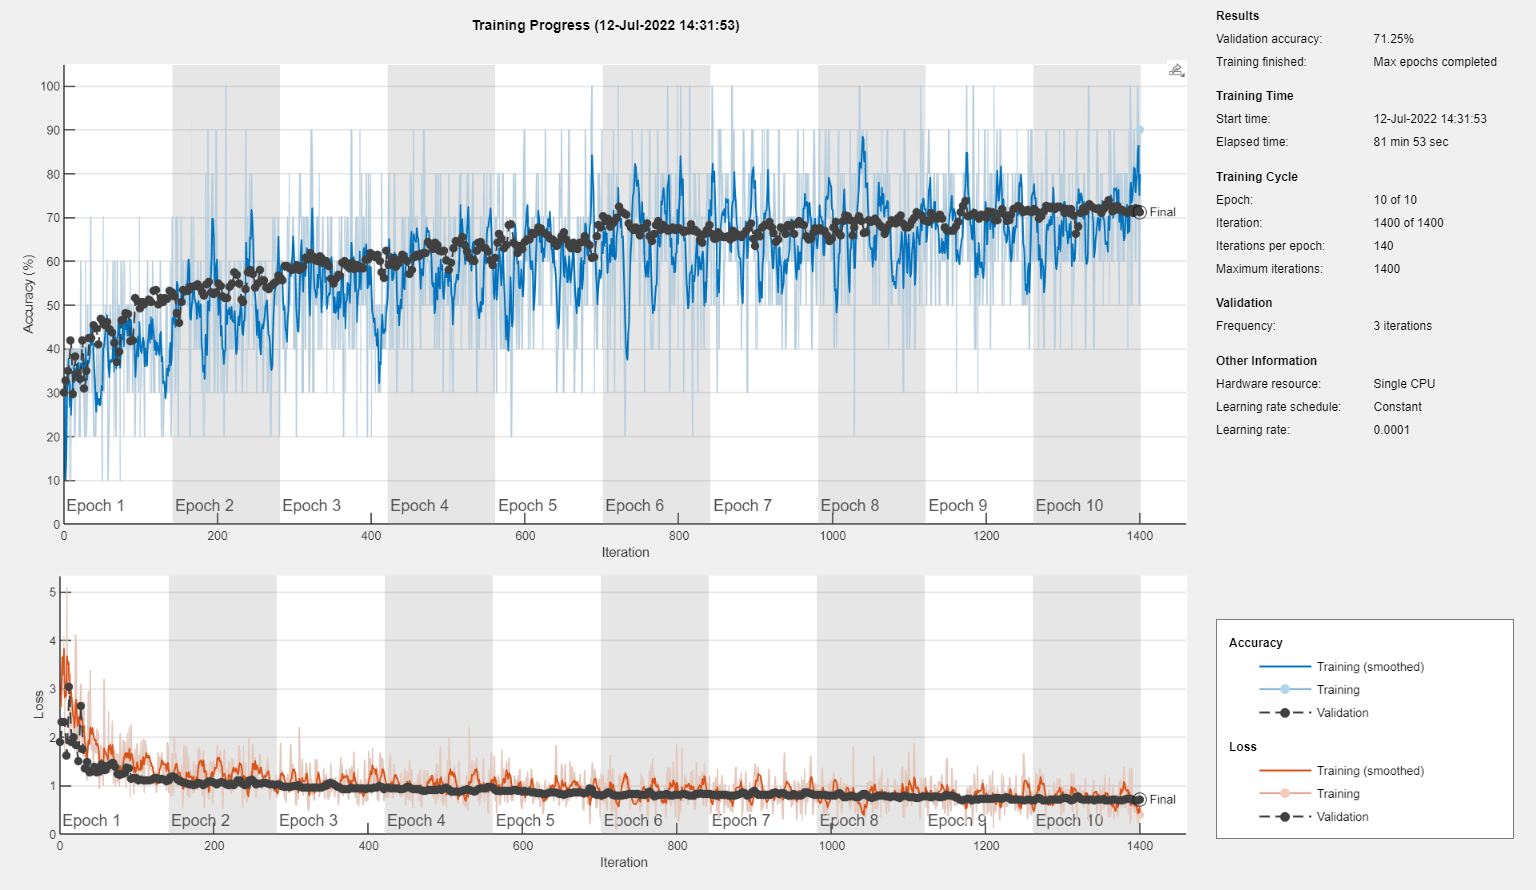 Training Progress (12-Jul-2022 14:31:53)
100
90
80
70
60
50
40
30
20
10
0
Accuracy (%)
Final
Epoch 1
Epoch 2
Epoch 3
Epoch 4
Epoch 5
Epoch 6
Epoch 7
Epoch 8
Epoch 9
Epoch 10
0
200
400
600
800
1000
1200
1400
Iteration
5
4
3
2
1
0
Loss
Final
Epoch 1
Epoch 2
Epoch 3
Epoch 4
Epoch 5
Epoch 6
Epoch 7
Epoch 8
Epoch 9
Epoch 10
0
200
400
600
800
1000
1200
1400
Iteration
Results
Validation accuracy: 71.25%
Training finished: Max epochs completed
Training Time
Start time: 12-Jul-2022 14:31:53
Elapsed time: 81 min 53 sec
Training Cycle
Epoch: 10 of 10
Iteration: 1400 of 1400
Iterations per epoch: 140
Maximum iterations: 1400
Validation
Frequency: 3 iterations
Other Information
Hardware resource: Single CPU
Learning rate schedule: Constant
Learning rate: 0.0001
Accuracy
Training (smoothed)
Training
Validation
Loss
Training (smoothed)
Training
Validation